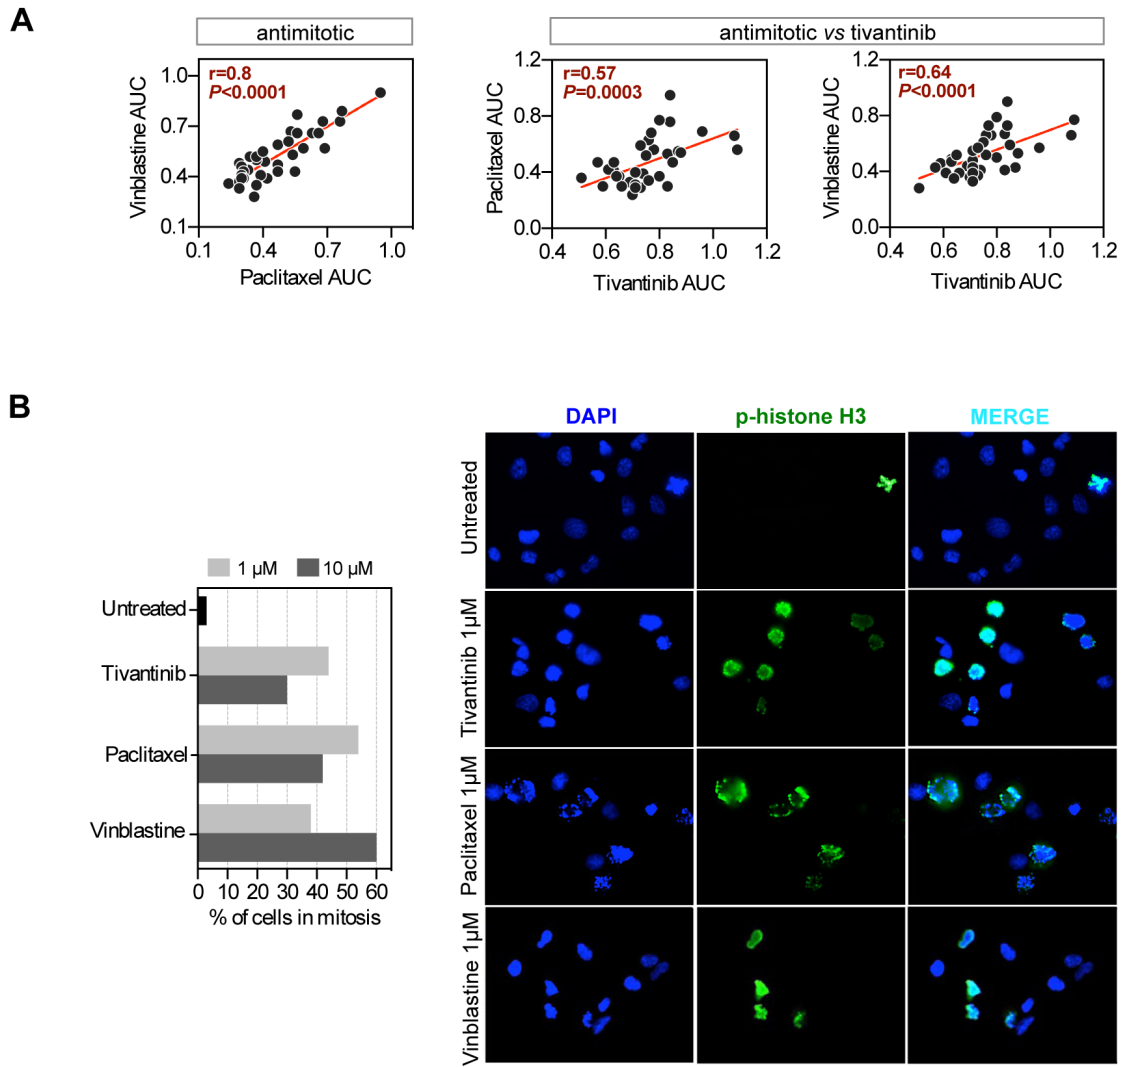 A
antimitotic
antimitotic vs tivantinib
r=0.8
P<0.0001
Vinblastine AUC
1.0
0.7
0.4
0.1
0.1 0.4 0.7 1.0
Paclitaxel AUC
r=0.57
P=0.0003
Paclitaxel AUC
1.2
0.8
0.4
0.0
0.4 0.6 0.8 1.0 1.2
Tivantinib AUC
r=0.64
P<0.0001
Vinblastine AUC
1.2
0.8
0.4
0.0
0.4 0.6 0.8 1.0 1.2
Tivantinib AUC
B
1 µM 10 µM
Untreated
Tivantinib
Paclitaxel
Vinblastine
0 10 20 30 40 50 60
% of cells in mitosis
DAPI p-histone H3 MERGE
Untreated
Tivantinib 1µM
Paclitaxel 1µM
Vinblastine 1µM